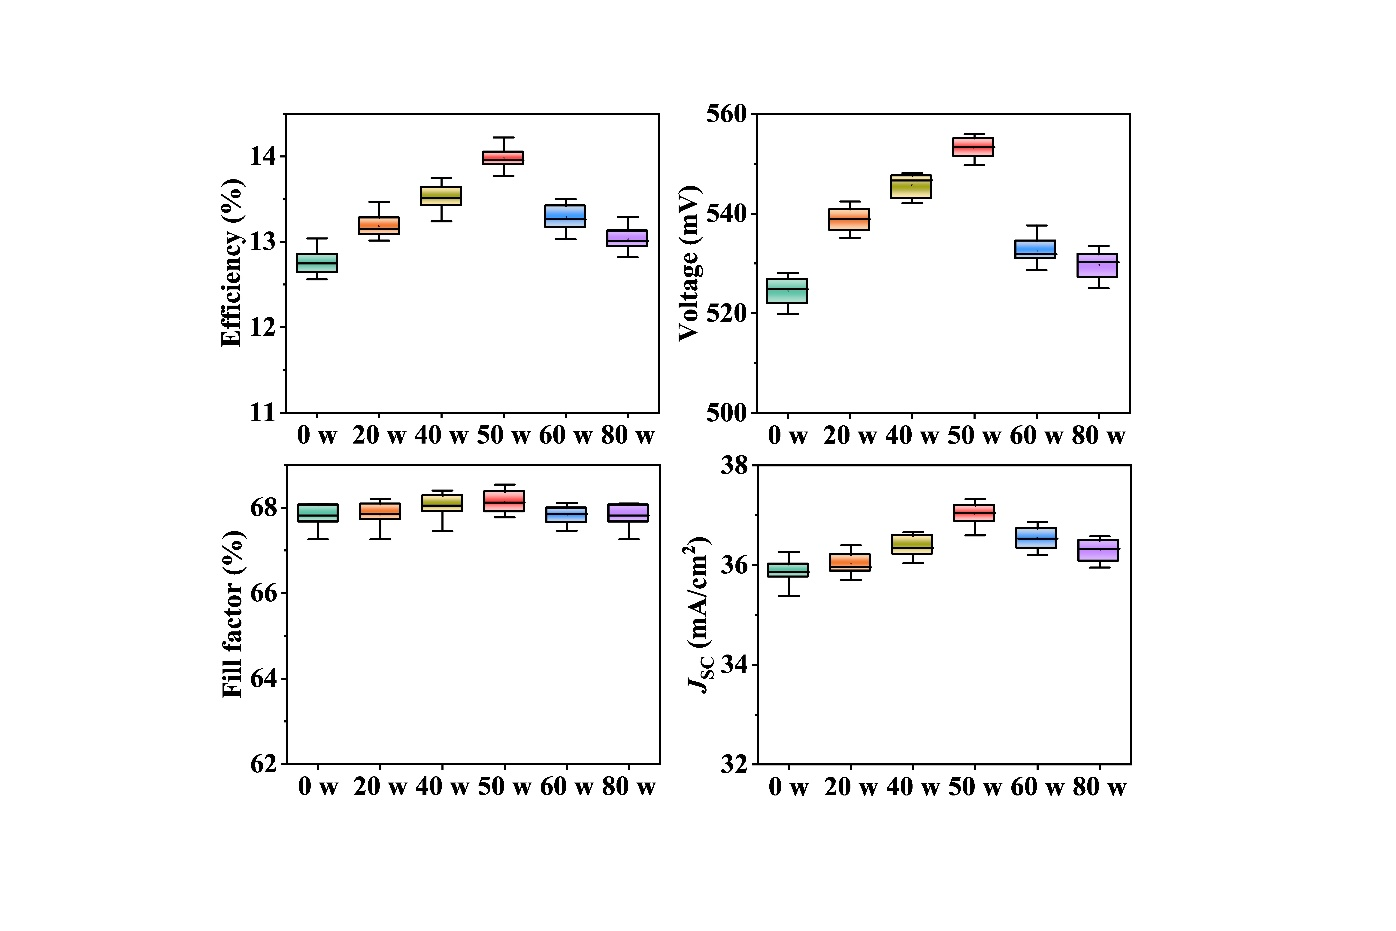 Efficiency (%)
14
13
12
11
0 w 20 w 40 w 50 w 60 w 80 w
Voltage (mV)
560
540
520
500
0 w 20 w 40 w 50 w 60 w 80 w
Fill factor (%)
68
66
64
62
0 w 20 w 40 w 50 w 60 w 80 w
JSC (mA/cm²)
38
36
34
32
0 w 20 w 40 w 50 w 60 w 80 w